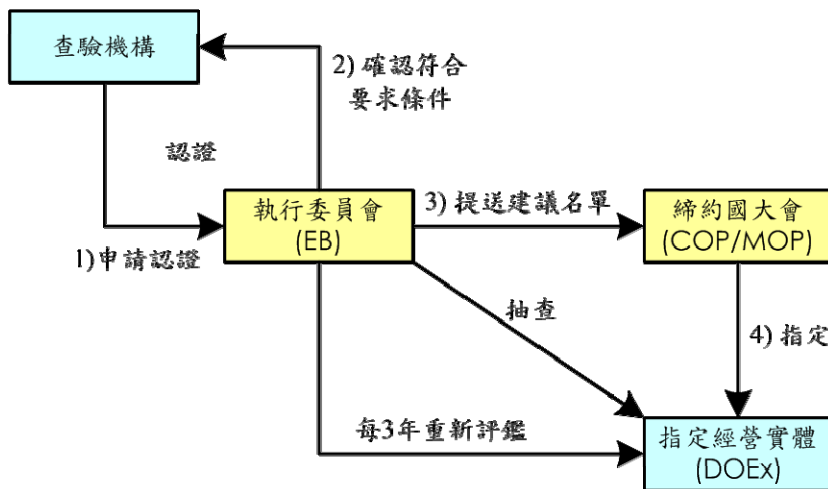 查驗機構
2) 確認符合
要求條件
認證
執行委員會
(EB)
3) 提送建議名單
締約國大會
(COP/MOP)
1)申請認證
抽查
4) 指定
每3年重新評鑑
指定經營實體
(DOEx)